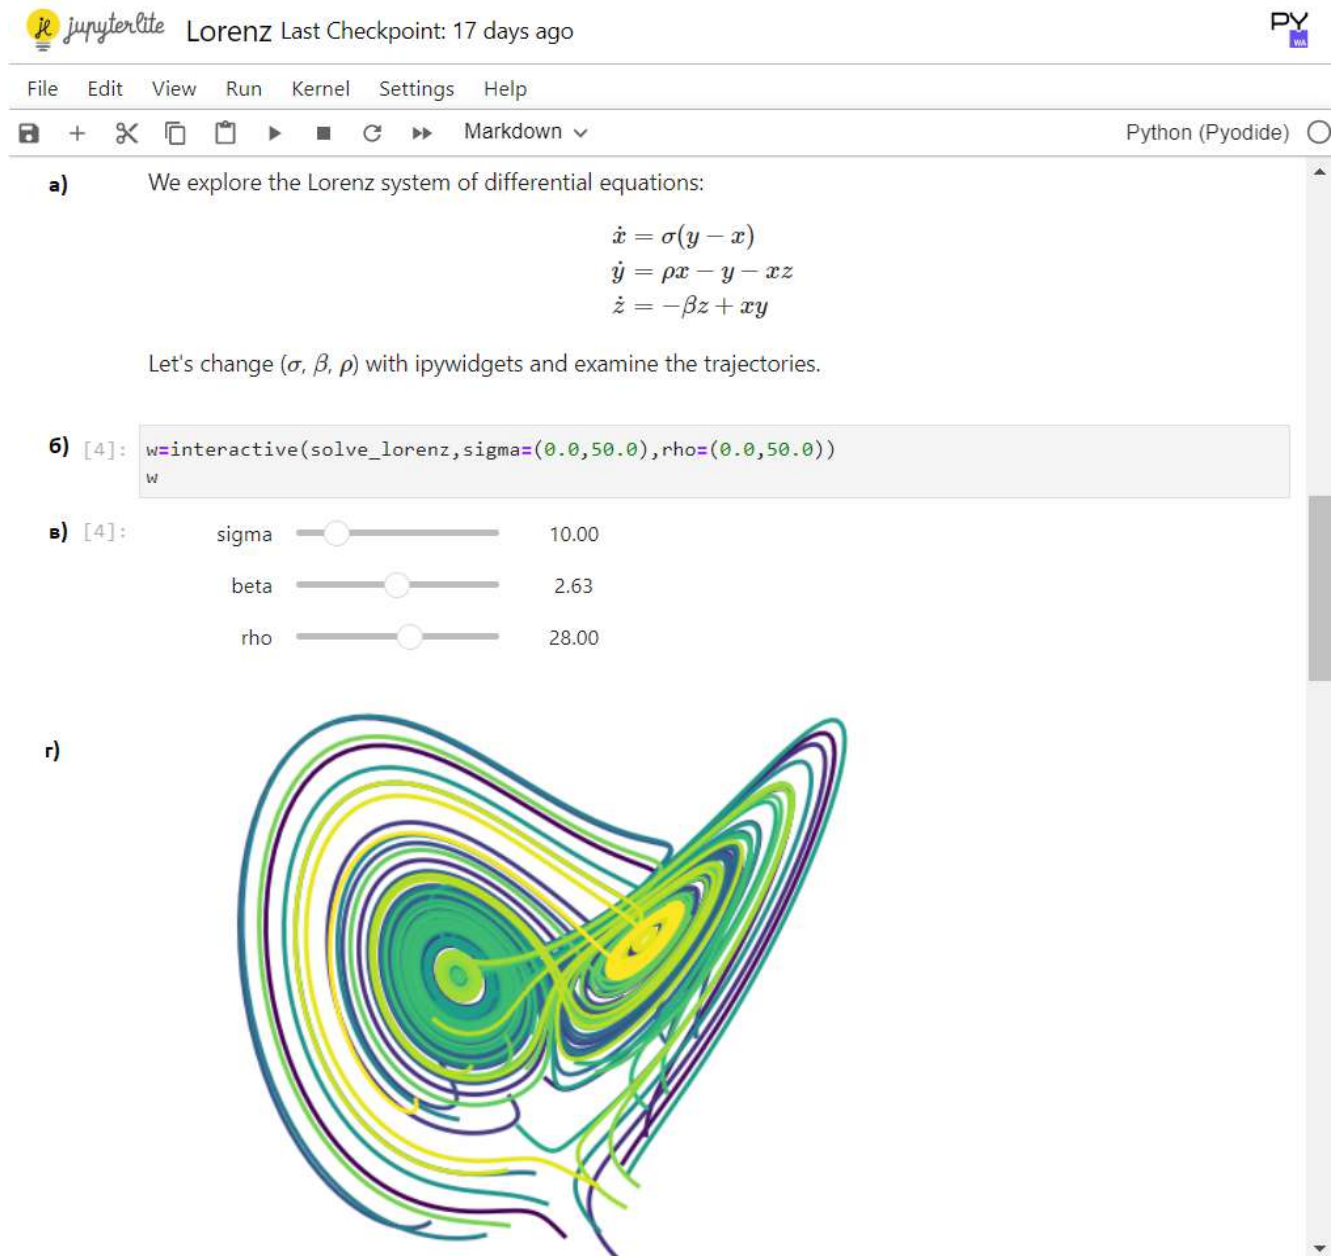 jupyterlite Lorenz Last Checkpoint: 17 days ago
PY
WA
File Edit View Run Kernel Settings Help
Markdown Python (Pyodide)
а) We explore the Lorenz system of differential equations:
ẋ = σ(y − x)
ẏ = ρx − y − xz
ż = −βz + xy
Let's change (σ, β, ρ) with ipywidgets and examine the trajectories.
б) [4]: w=interactive(solve_lorenz,sigma=(0.0,50.0),rho=(0.0,50.0))
w
в) [4]: sigma 10.00
beta 2.63
rho 28.00
г)